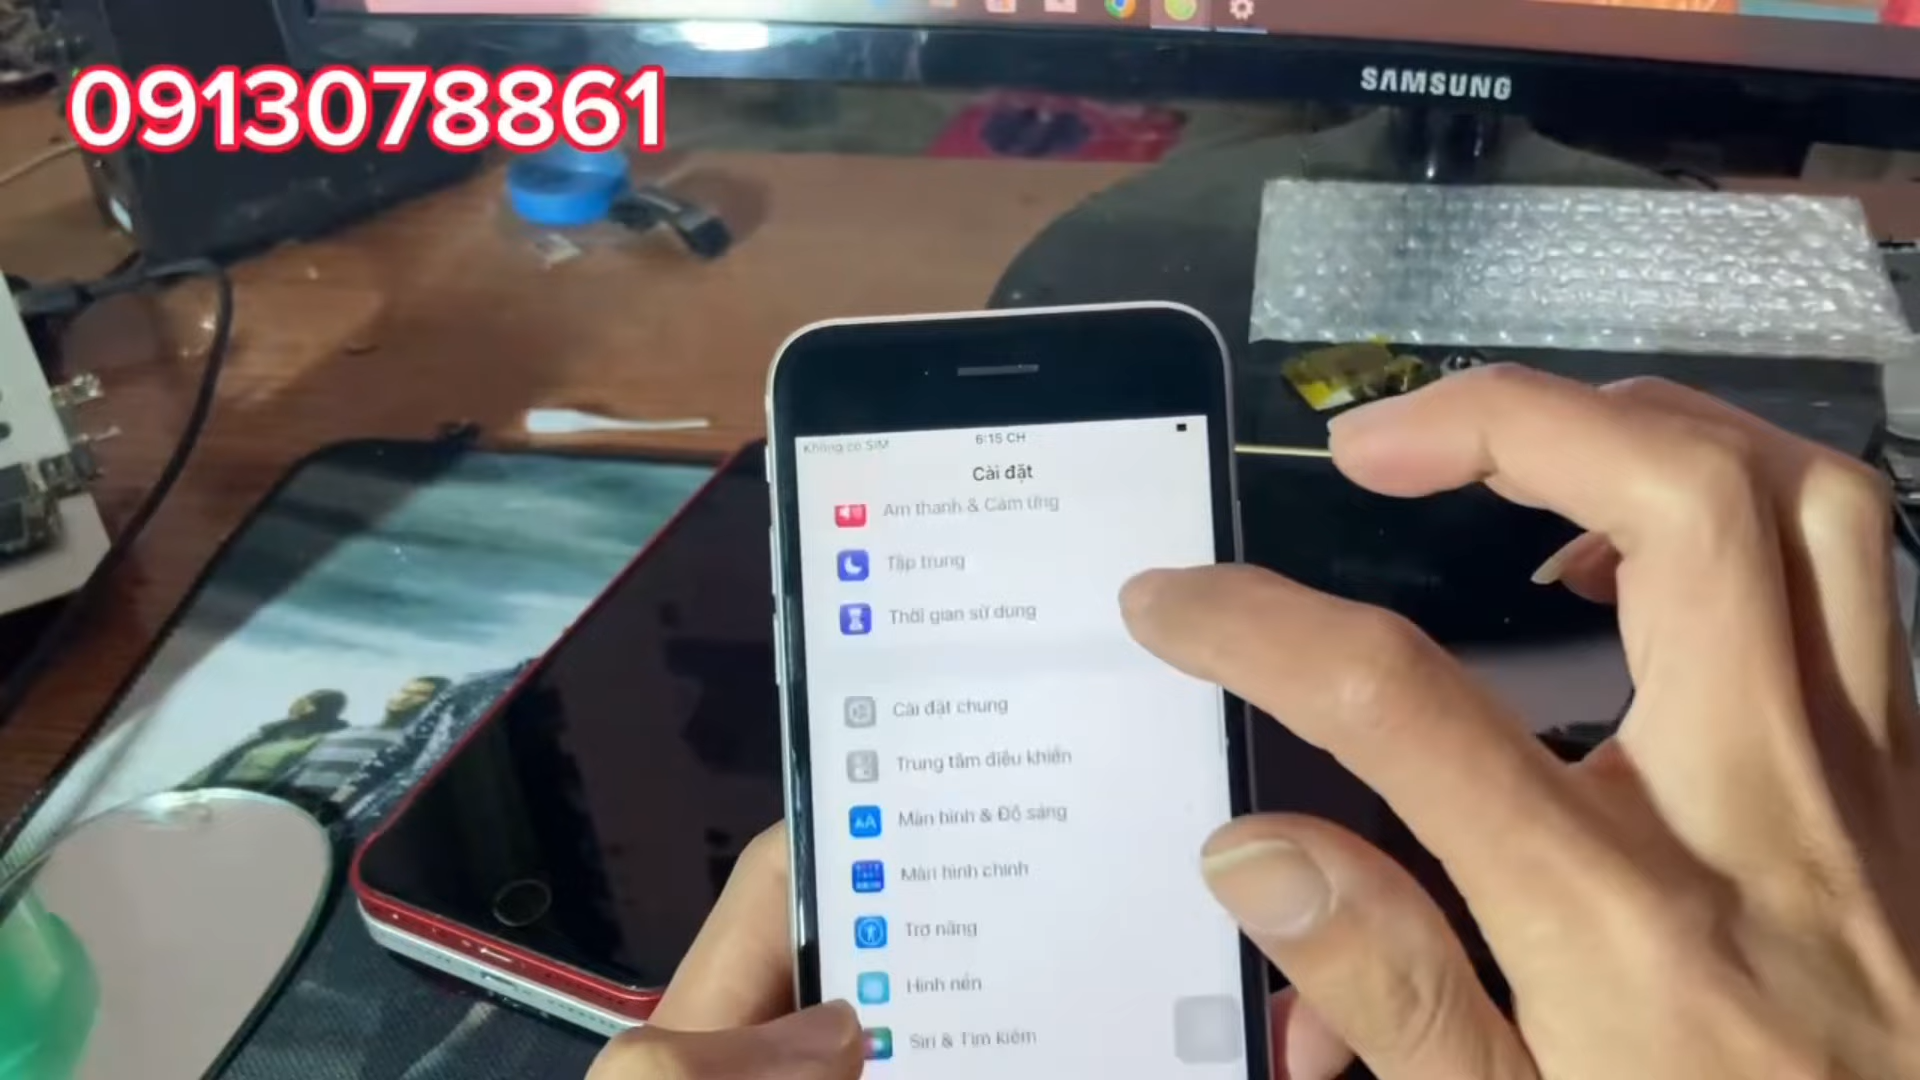 0913078861
SAMSUNG
Không có SIM
6:15 CH
Cài đặt
Âm thanh & Cảm ứng
Tập trung
Thời gian sử dụng
Cài đặt chung
Trung tâm điều khiển
Màn hình & Độ sáng
Màn hình chính
Trợ năng
Hình nền
Siri & Tìm kiếm